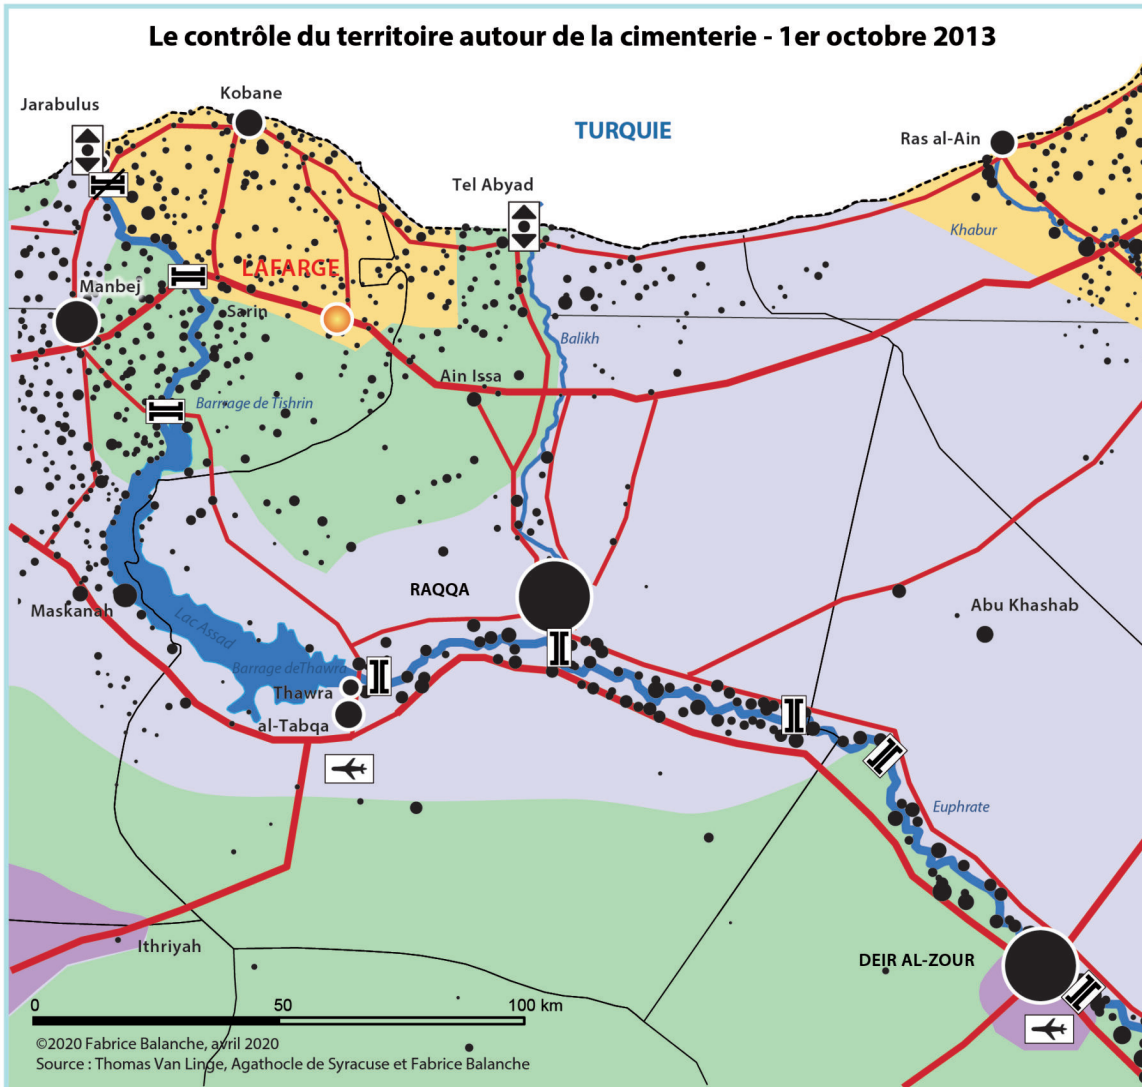 Le contrôle du territoire autour de la cimenterie - 1er octobre 2013
Kobane
Jarabulus
TURQUIE
Ras al-Ain
Tel Abyad
Khabur
LAFARGE
Manbej
Sarin
Balikh
Ain Issa
Barrage de Tishrin
RAQQA
Abu Khashab
Maskanah
Lac Assad
Barrage deThawra
Thawra
al-Tabqa
Euphrate
Ithriyah
DEIR AL-ZOUR
0 50 100 km
©2020 Fabrice Balanche, avril 2020
Source : Thomas Van Linge, Agathocle de Syracuse et Fabrice Balanche